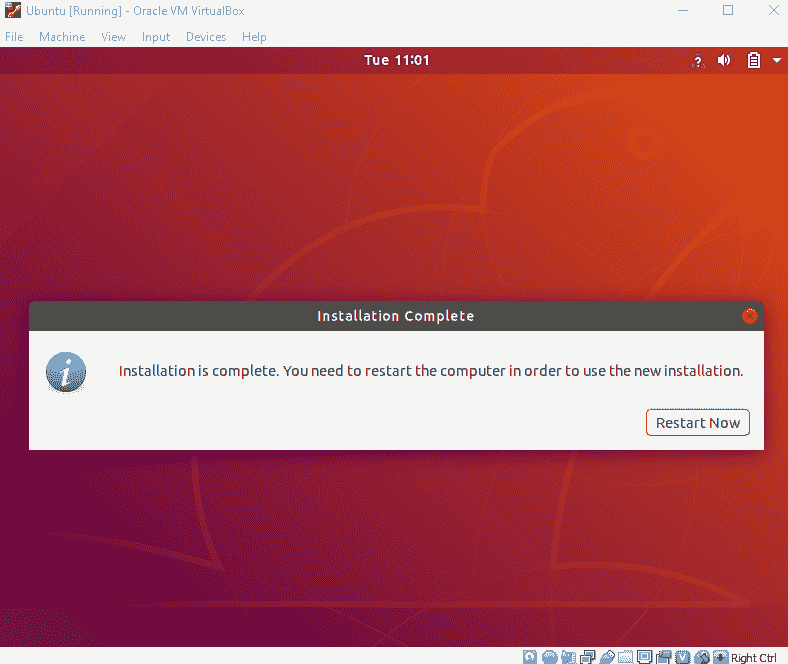 Ubuntu [Running] - Oracle VM VirtualBox
File Machine View Input Devices Help
Tue 11:01
Installation Complete
Installation is complete. You need to restart the computer in order to use the new installation.
Restart Now
Right Ctrl